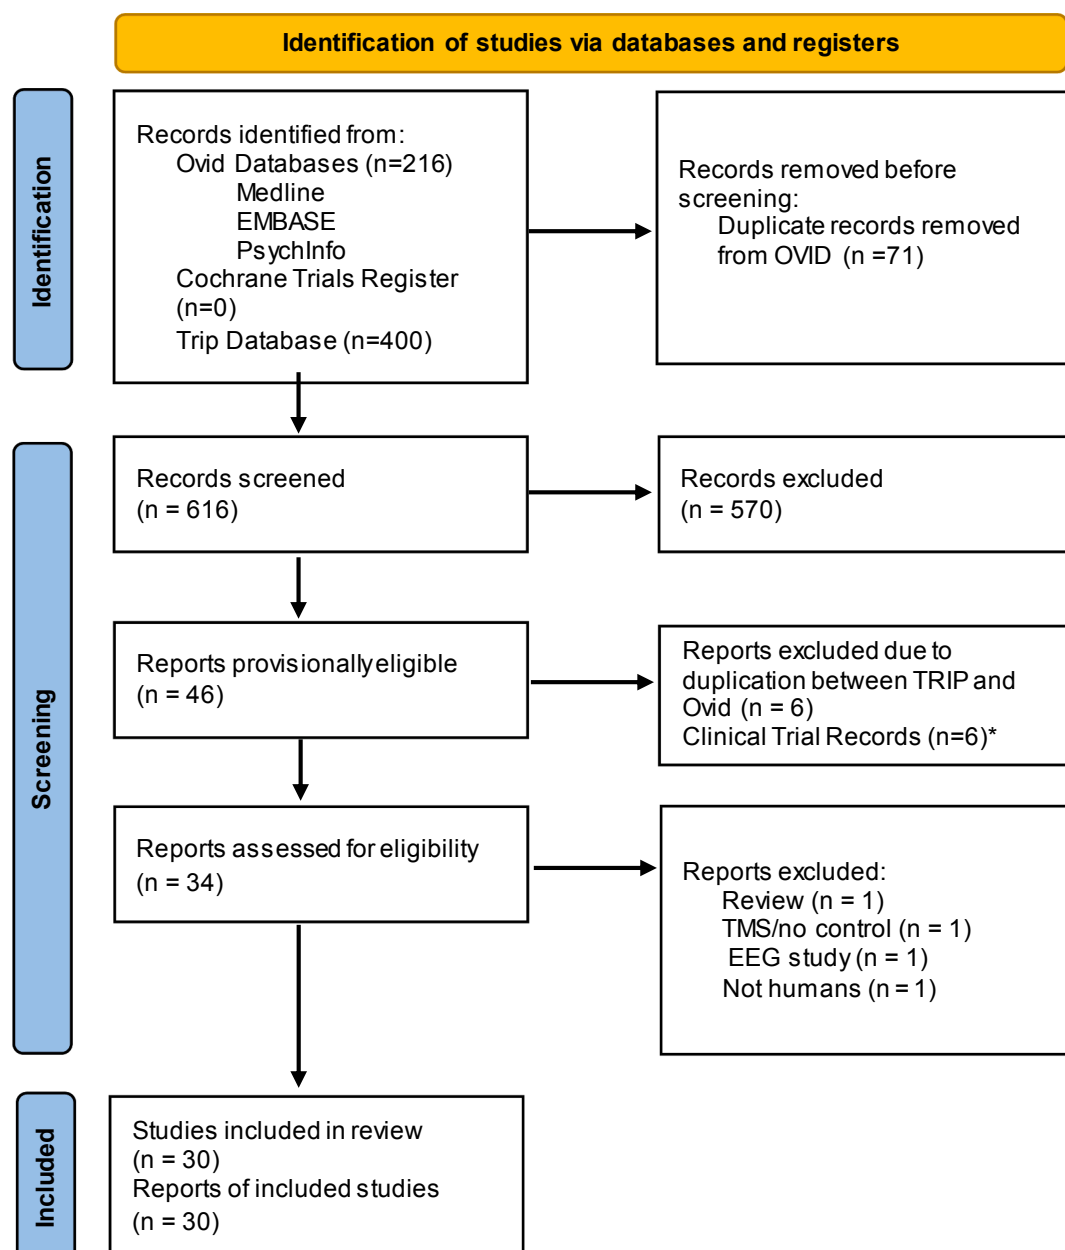 Identification of studies via databases and registers
Identification
Records identified from:
Ovid Databases (n=216)
Medline
EMBASE
PsychInfo
Cochrane Trials Register
(n=0)
Trip Database (n=400)
Records removed before
screening:
Duplicate records removed
from OVID (n =71)
Screening
Records screened
(n = 616)
Records excluded
(n = 570)
Reports provisionally eligible
(n = 46)
Reports excluded due to
duplication between TRIP and
Ovid (n = 6)
Clinical Trial Records (n=6)*
Reports assessed for eligibility
(n = 34)
Reports excluded:
Review (n = 1)
TMS/no control (n = 1)
EEG study (n = 1)
Not humans (n = 1)
Included
Studies included in review
(n = 30)
Reports of included studies
(n = 30)